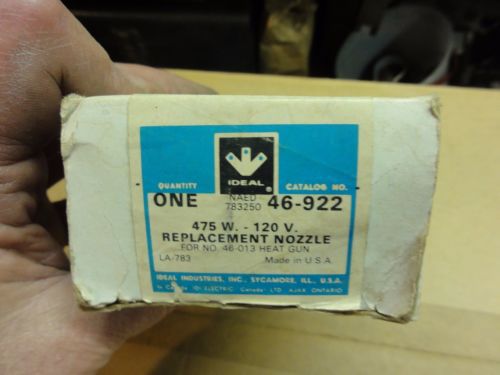 IDEAL®
QUANTITY CATALOG NO.
ONE NAED 783250 46-922
475 W. - 120 V.
REPLACEMENT NOZZLE
FOR NO. 46-013 HEAT GUN
LA-783 Made in U.S.A.
IDEAL INDUSTRIES, INC., SYCAMORE, ILL., U.S.A.
In Canada: IDI ELECTRIC (Canada) LTD. AJAX ONTARIO